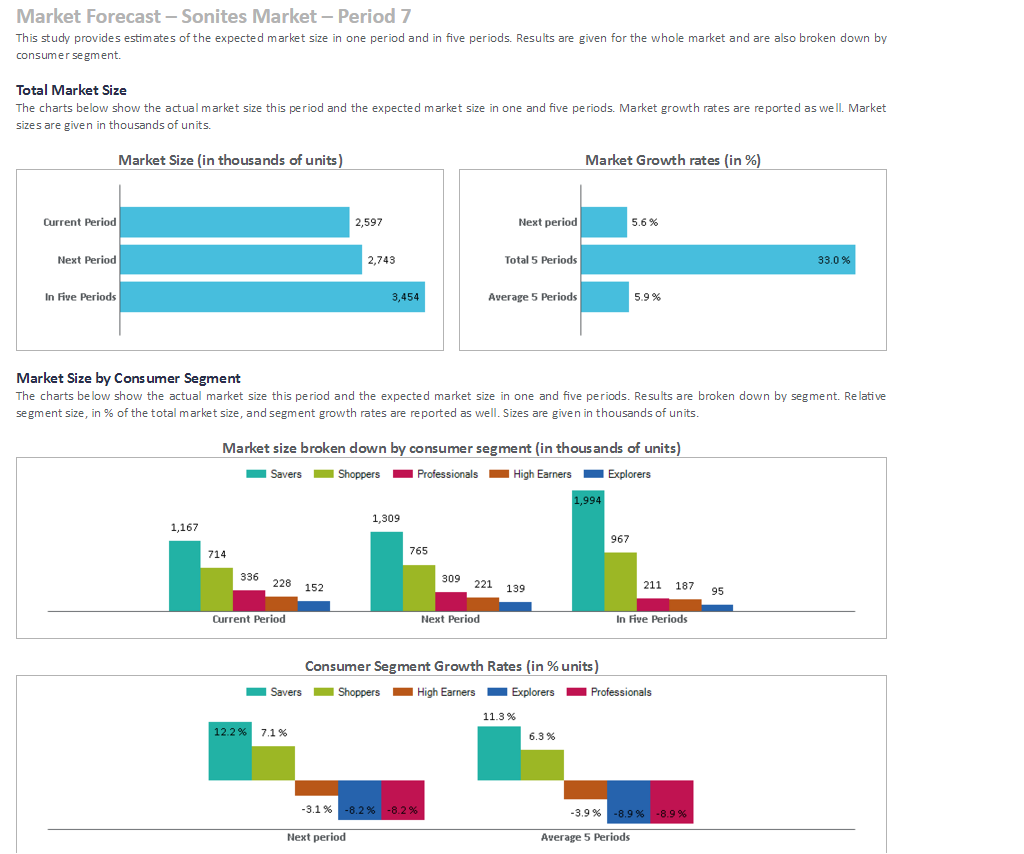 Market Forecast – Sonites Market – Period 7
This study provides estimates of the expected market size in one period and in five periods. Results are given for the whole market and are also broken down by
consumer segment.
Total Market Size
The charts below show the actual market size this period and the expected market size in one and five periods. Market growth rates are reported as well. Market
sizes are given in thousands of units.
Market Size (in thousands of units)
Current Period 2,597
Next Period 2,743
In Five Periods 3,454
Market Growth rates (in %)
Next period 5.6 %
Total 5 Periods 33.0 %
Average 5 Periods 5.9 %
Market Size by Consumer Segment
The charts below show the actual market size this period and the expected market size in one and five periods. Results are broken down by segment. Relative
segment size, in % of the total market size, and segment growth rates are reported as well. Sizes are given in thousands of units.
Market size broken down by consumer segment (in thousands of units)
Savers Shoppers Professionals High Earners Explorers
1,167 714 336 228 152
1,309 765 309 221 139
1,994 967 211 187 95
Current Period Next Period In Five Periods
Consumer Segment Growth Rates (in % units)
Savers Shoppers High Earners Explorers Professionals
12.2 % 7.1 % -3.1 % -8.2 % -8.2 %
11.3 % 6.3 % -3.9 % -8.9 % -8.9 %
Next period Average 5 Periods